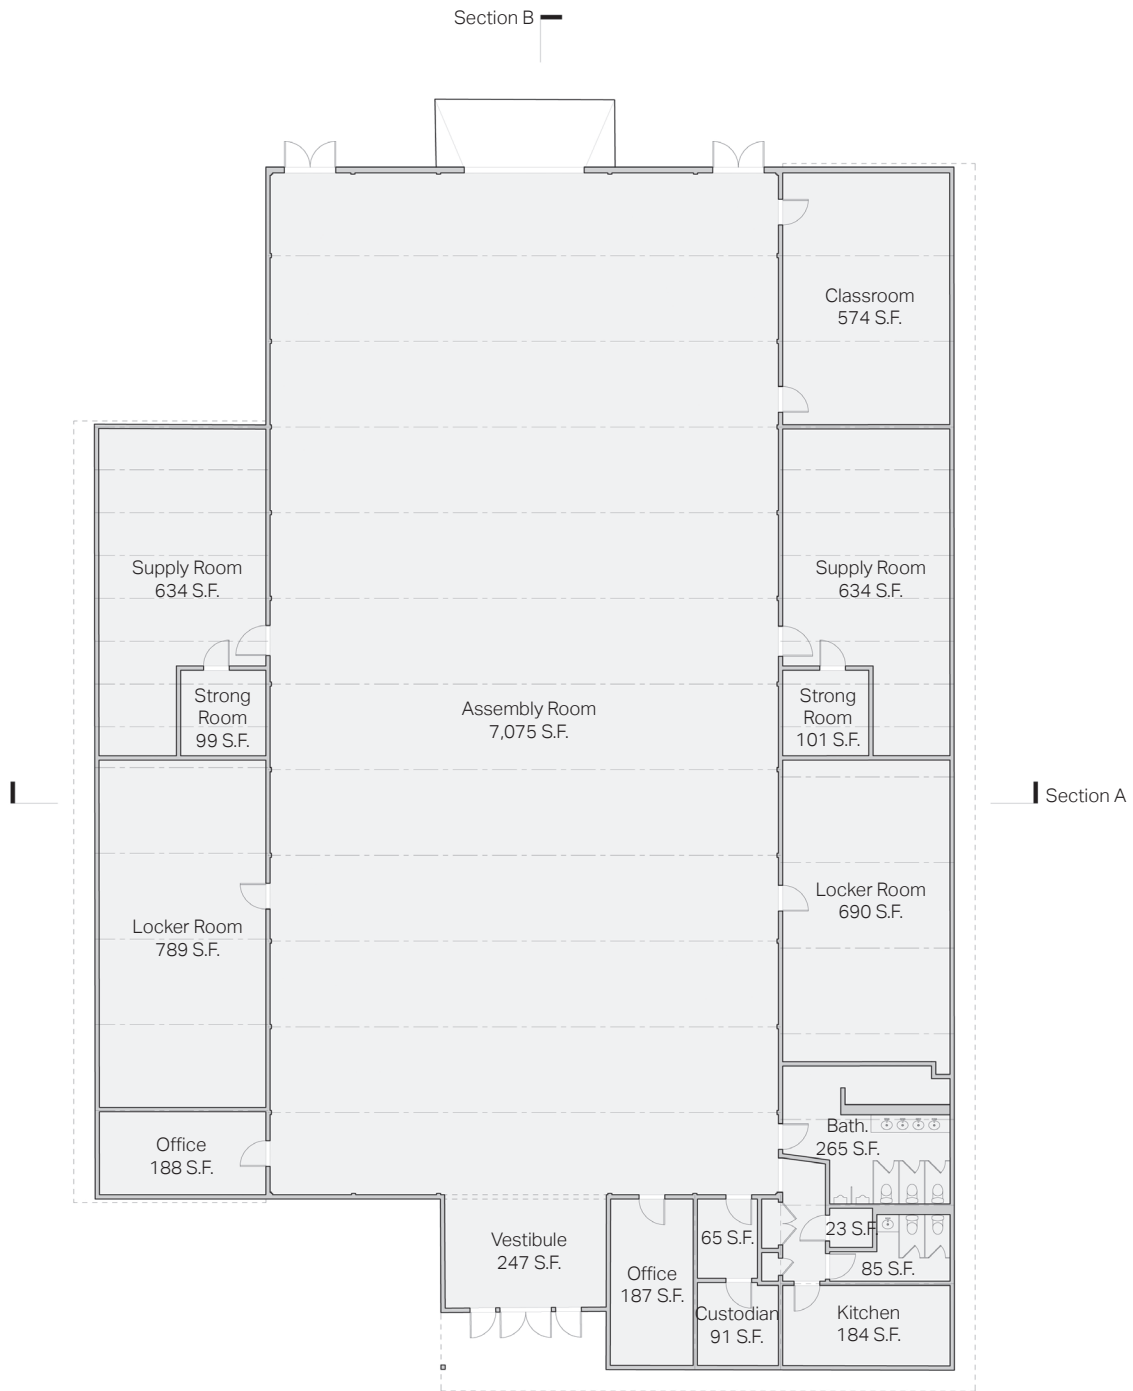 Section B
Classroom
574 S.F.
Supply Room
634 S.F.
Supply Room
634 S.F.
Strong
Room
99 S.F.
Assembly Room
7,075 S.F.
Strong
Room
101 S.F.
Section A
Locker Room
789 S.F.
Locker Room
690 S.F.
Office
188 S.F.
Bath.
265 S.F.
Vestibule
247 S.F.
65 S.F.
23 S.F.
85 S.F.
Office
187 S.F.
Custodian
91 S.F.
Kitchen
184 S.F.